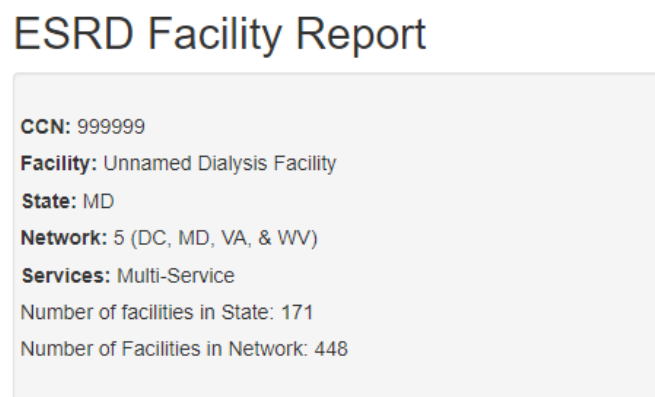 ESRD Facility Report
CCN: 999999
Facility: Unnamed Dialysis Facility
State: MD
Network: 5 (DC, MD, VA, & WV)
Services: Multi-Service
Number of facilities in State: 171
Number of Facilities in Network: 448